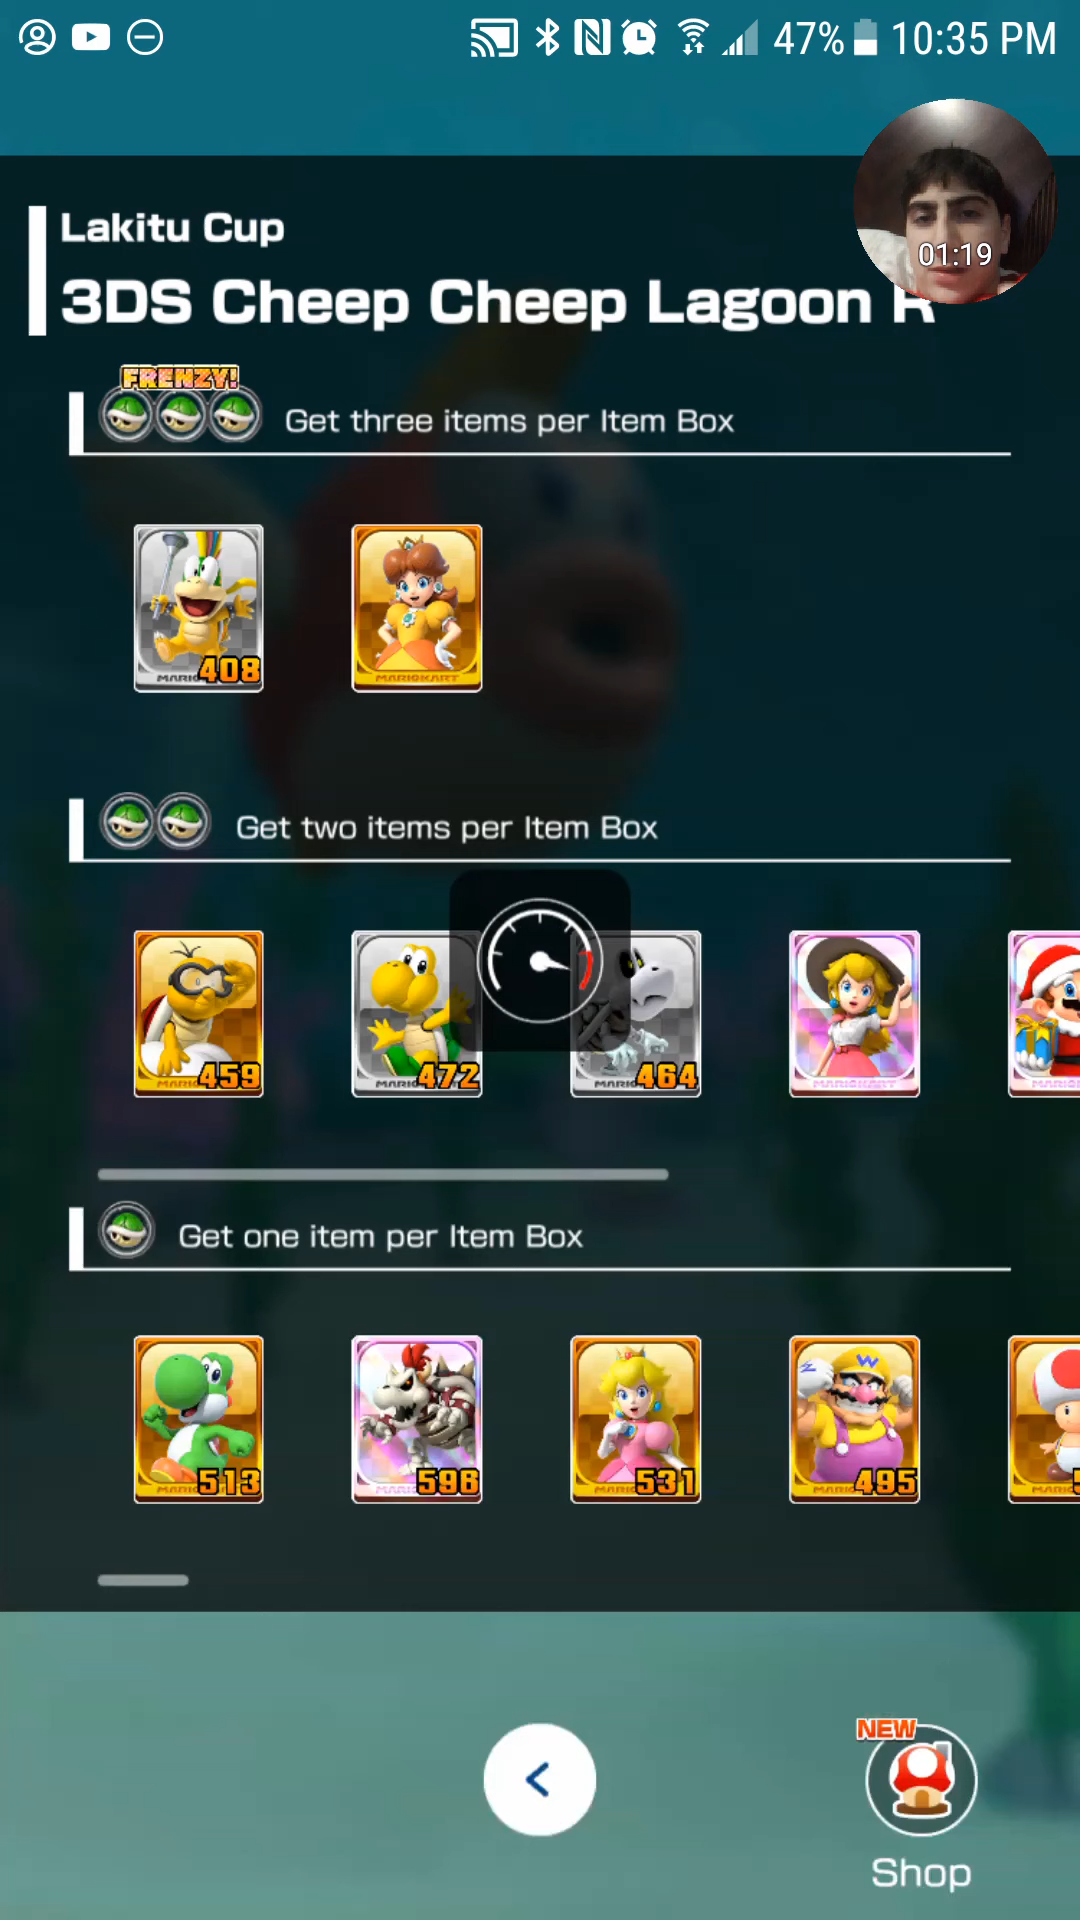 47% 10:35 PM
01:19
Lakitu Cup
3DS Cheep Cheep Lagoon R
FRENZY!
Get three items per Item Box
408
MARIOKART
Get two items per Item Box
459
472
464
MARIOKART
Get one item per Item Box
513
598
531
W
495
NEW
Shop